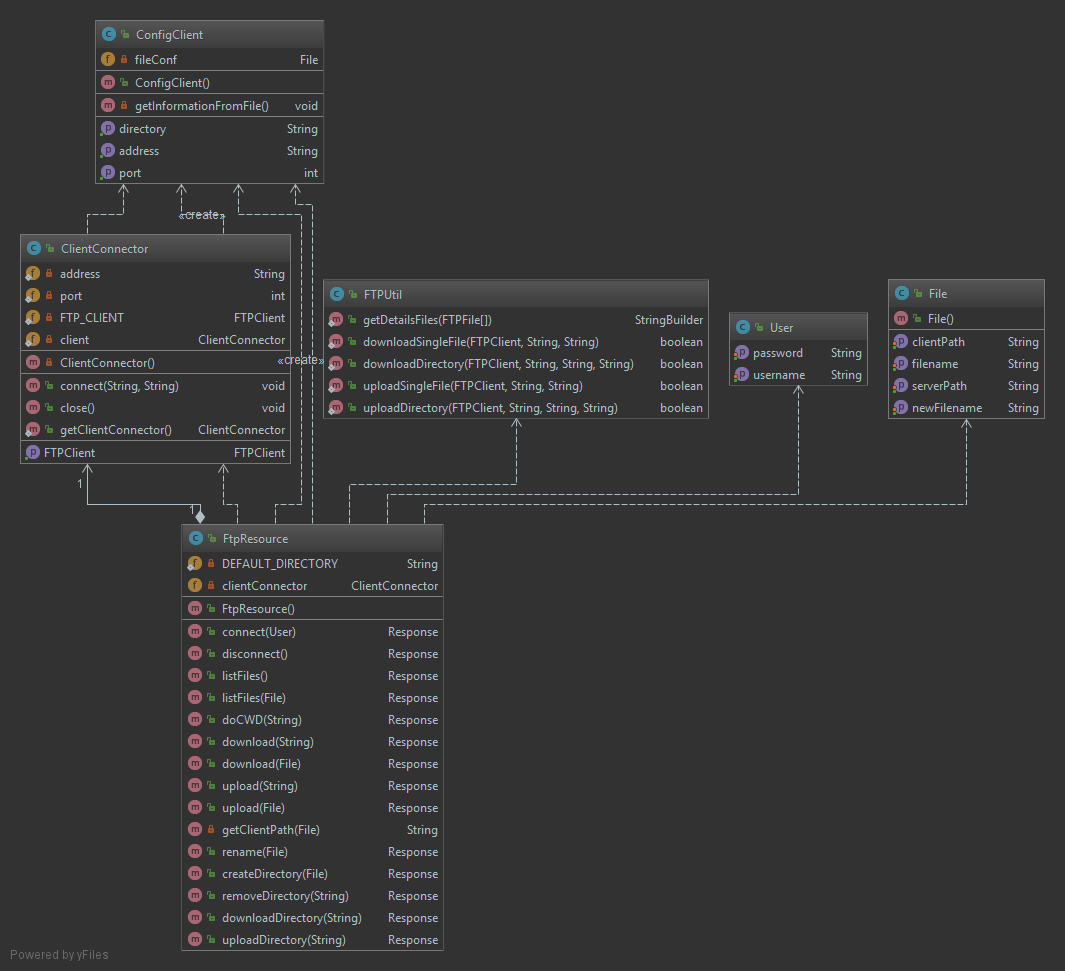 ConfigClient
fileConf File
ConfigClient()
getInformationFromFile() void
directory String
address String
port int
«create»
ClientConnector
address String
port int
FTP_CLIENT FTPClient
client ClientConnector
ClientConnector()
connect(String, String) void
close() void
getClientConnector() ClientConnector
FTPClient FTPClient
«create»
FTPUtil
getDetailsFiles(FTPFile[]) StringBuilder
downloadSingleFile(FTPClient, String, String) boolean
downloadDirectory(FTPClient, String, String, String) boolean
uploadSingleFile(FTPClient, String, String) boolean
uploadDirectory(FTPClient, String, String, String) boolean
User
password String
username String
File
File()
clientPath String
filename String
serverPath String
newFilename String
1
1
FtpResource
DEFAULT_DIRECTORY String
clientConnector ClientConnector
FtpResource()
connect(User) Response
disconnect() Response
listFiles() Response
listFiles(File) Response
doCWD(String) Response
download(String) Response
download(File) Response
upload(String) Response
upload(File) Response
getClientPath(File) String
rename(File) Response
createDirectory(File) Response
removeDirectory(String) Response
downloadDirectory(String) Response
uploadDirectory(String) Response
Powered by yFiles